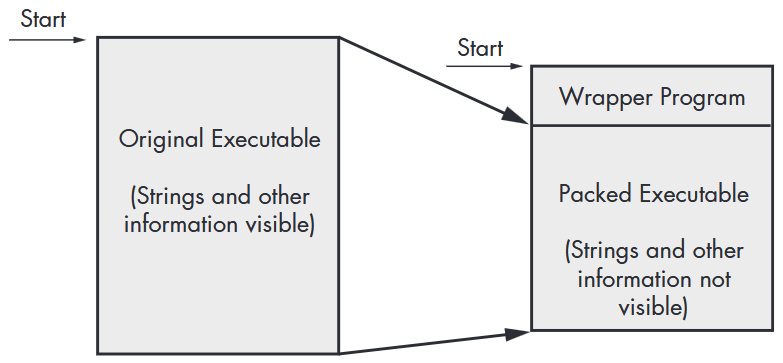 Start
Original Executable
(Strings and other
information visible)
Start
Wrapper Program
Packed Executable
(Strings and other
information not
visible)